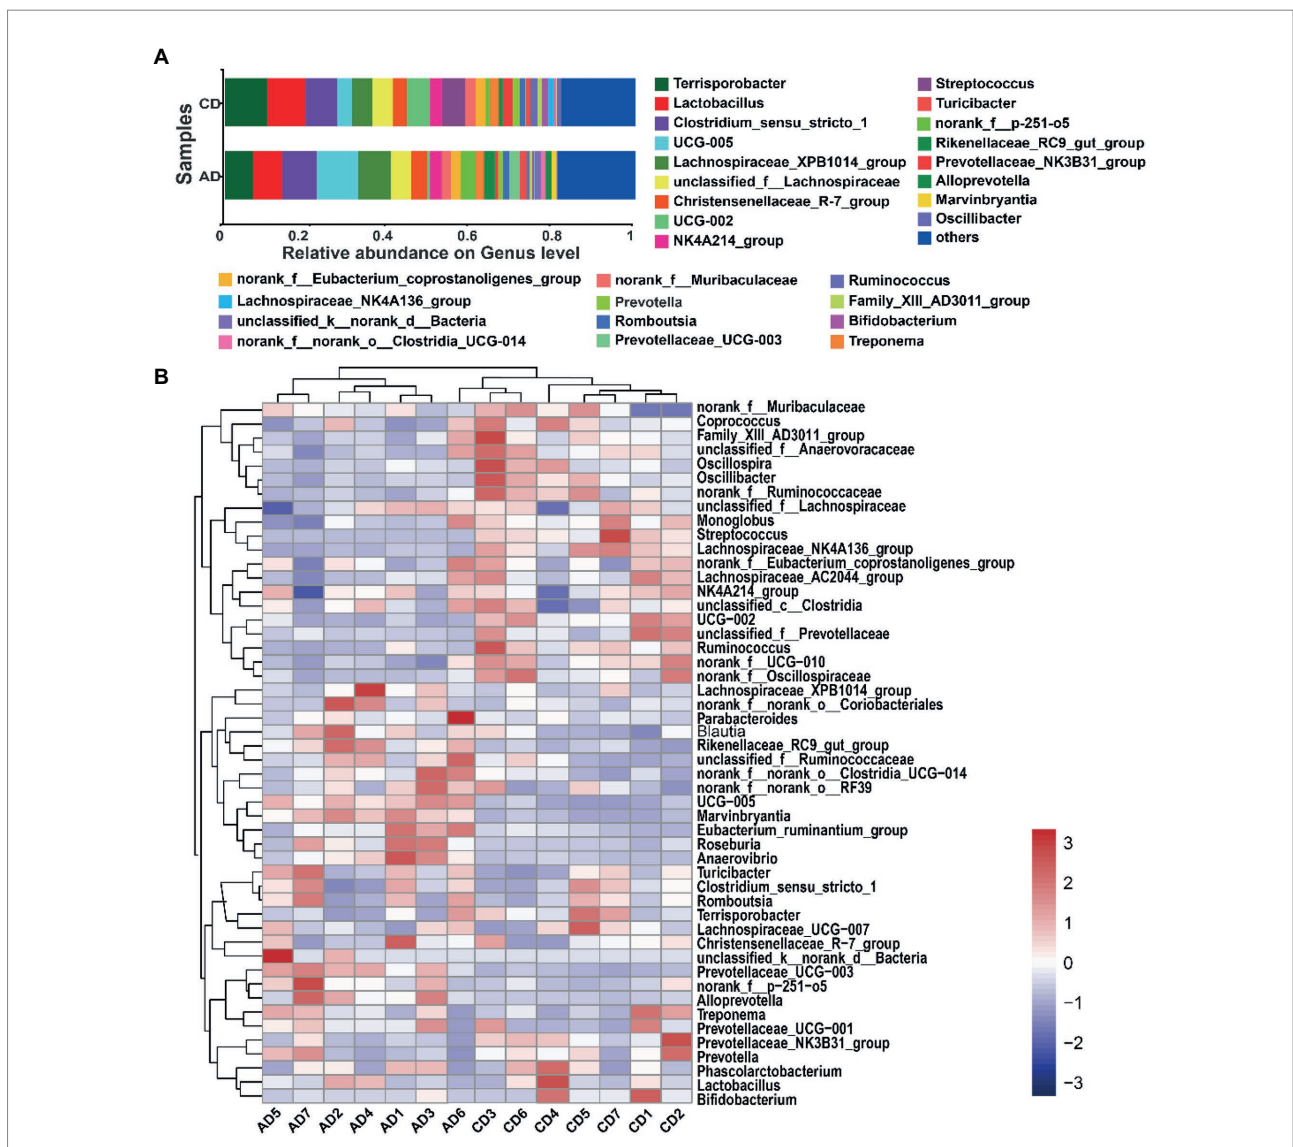 A
Samples
CD
AD
0 0.2 0.4 0.6 0.8 1
Relative abundance on Genus level
Terrisporobacter
Lactobacillus
Clostridium_sensu_stricto_1
UCG-005
Lachnospiraceae_XPB1014_group
unclassified_f__Lachnospiraceae
Christensenellaceae_R-7_group
UCG-002
NK4A214_group
Streptococcus
Turicibacter
norank_f__p-251-o5
Rikenellaceae_RC9_gut_group
Prevotellaceae_NK3B31_group
Alloprevotella
Marvinbryantia
Oscillibacter
others
norank_f__Eubacterium_coprostanoligenes_group
Lachnospiraceae_NK4A136_group
unclassified_k__norank_d__Bacteria
norank_f__norank_o__Clostridia_UCG-014
norank_f__Muribaculaceae
Prevotella
Romboutsia
Prevotellaceae_UCG-003
Ruminococcus
Family_XIII_AD3011_group
Bifidobacterium
Treponema
B
norank_f__Muribaculaceae
Coprococcus
Family_XIII_AD3011_group
unclassified_f__Anaerovoracaceae
Oscillospira
Oscillibacter
norank_f__Ruminococcaceae
unclassified_f__Lachnospiraceae
Monoglobus
Streptococcus
Lachnospiraceae_NK4A136_group
norank_f__Eubacterium_coprostanoligenes_group
Lachnospiraceae_AC2044_group
NK4A214_group
unclassified_c__Clostridia
UCG-002
unclassified_f__Prevotellaceae
Ruminococcus
norank_f__UCG-010
norank_f__Oscillospiraceae
Lachnospiraceae_XPB1014_group
norank_f__norank_o__Coriobacteriales
Parabacteroides
Blautia
Rikenellaceae_RC9_gut_group
unclassified_f__Ruminococcaceae
norank_f__norank_o__Clostridia_UCG-014
norank_f__norank_o__RF39
UCG-005
Marvinbryantia
Eubacterium_ruminantium_group
Roseburia
Anaerovibrio
Turicibacter
Clostridium_sensu_stricto_1
Romboutsia
Terrisporobacter
Lachnospiraceae_UCG-007
Christensenellaceae_R-7_group
unclassified_k__norank_d__Bacteria
Prevotellaceae_UCG-003
norank_f__p-251-o5
Alloprevotella
Treponema
Prevotellaceae_UCG-001
Prevotellaceae_NK3B31_group
Prevotella
Phascolarctobacterium
Lactobacillus
Bifidobacterium
AD5 AD7 AD2 AD4 AD1 AD3 AD6 CD3 CD6 CD4 CD5 CD7 CD1 CD2
3
2
1
0
−1
−2
−3